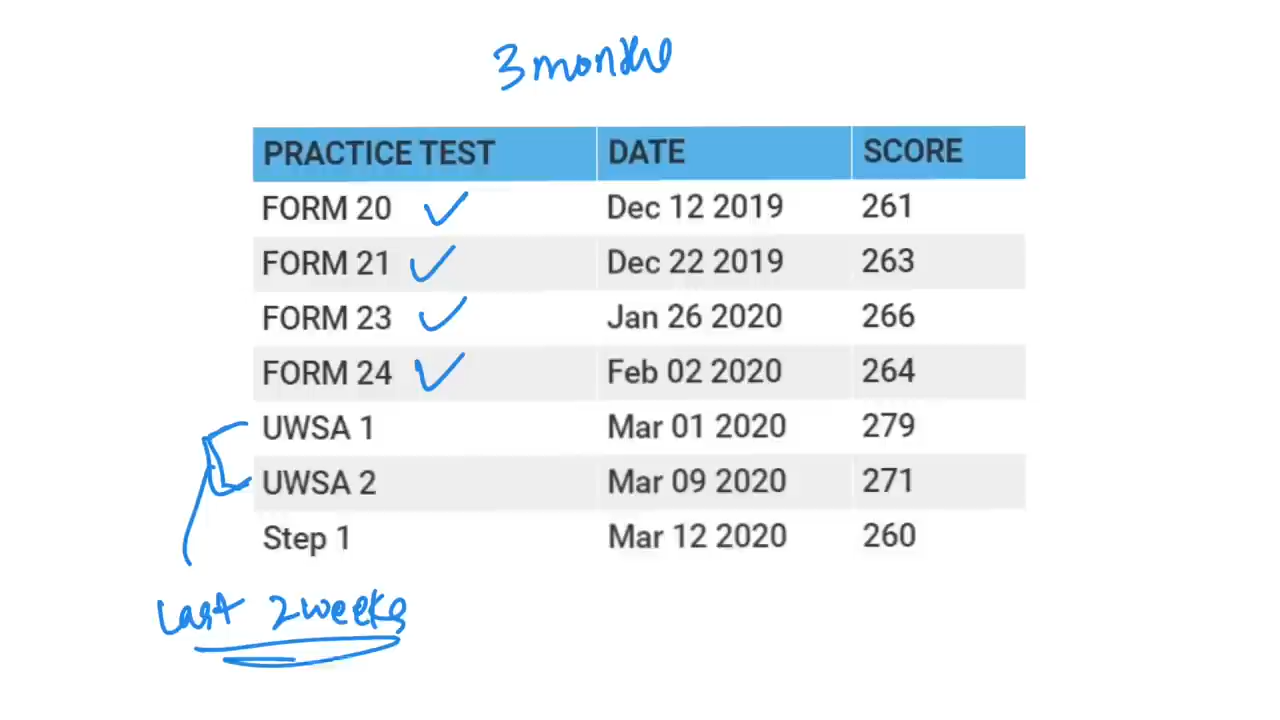 3 months
PRACTICE TEST DATE SCORE
FORM 20 Dec 12 2019 261
FORM 21 Dec 22 2019 263
FORM 23 Jan 26 2020 266
FORM 24 Feb 02 2020 264
UWSA 1 Mar 01 2020 279
UWSA 2 Mar 09 2020 271
Step 1 Mar 12 2020 260
Last 2 weeks